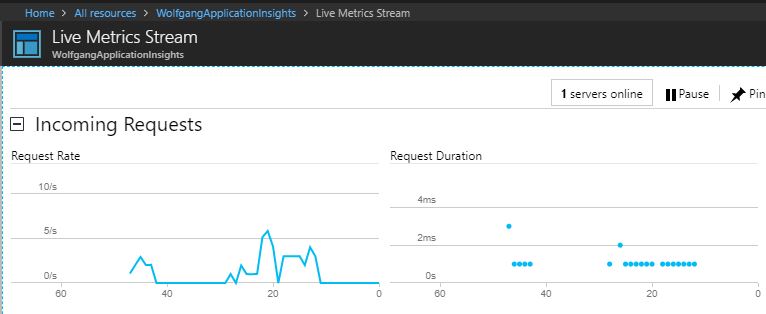 Home > All resources > WolfgangApplicationInsights > Live Metrics Stream
Live Metrics Stream
WolfgangApplicationInsights
1 servers online Pause Pin
Incoming Requests
Request Rate
10/s
5/s
0/s
60 40 20 0
Request Duration
4ms
2ms
0s
60 40 20 0